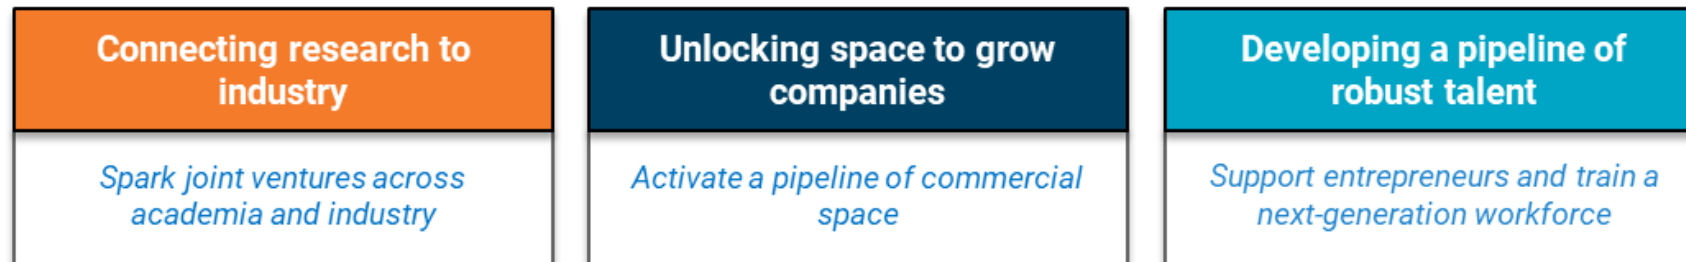 Connecting research to
industry
Spark joint ventures across
academia and industry
Unlocking space to grow
companies
Activate a pipeline of commercial
space
Developing a pipeline of
robust talent
Support entrepreneurs and train a
next-generation workforce